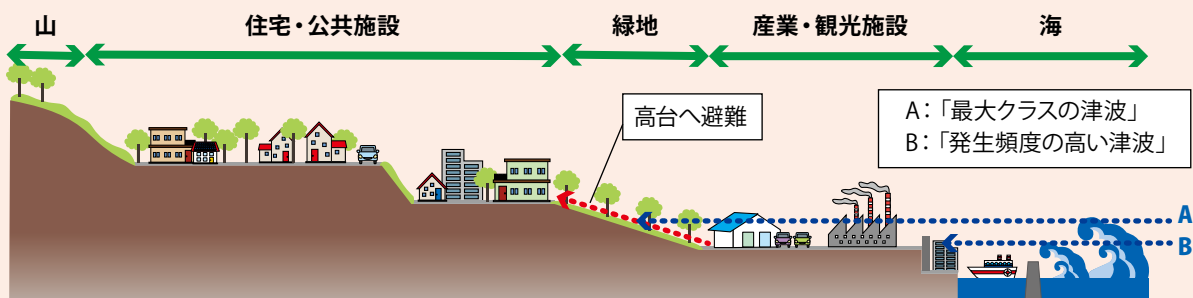 山 住宅・公共施設 緑地 産業・観光施設 海
高台へ避難
A：「最大クラスの津波」
B：「発生頻度の高い津波」
A
B